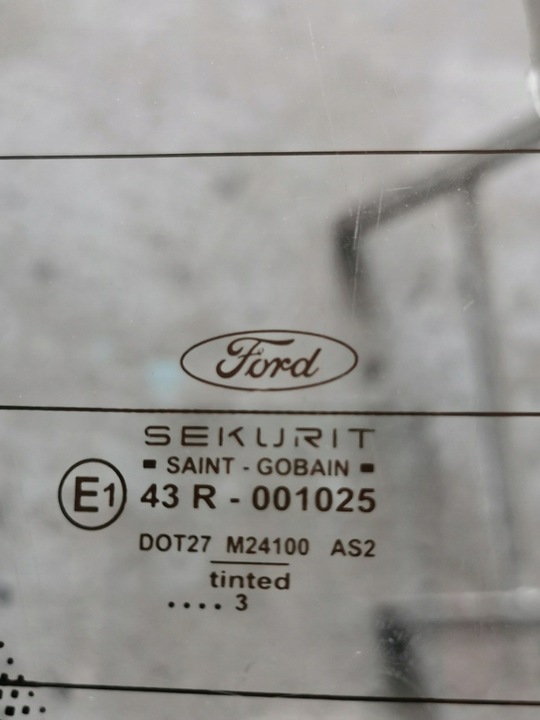 Ford
SEKURIT
SAINT - GOBAIN
E1 43 R - 001025
DOT27 M24100 AS2
tinted
.... 3